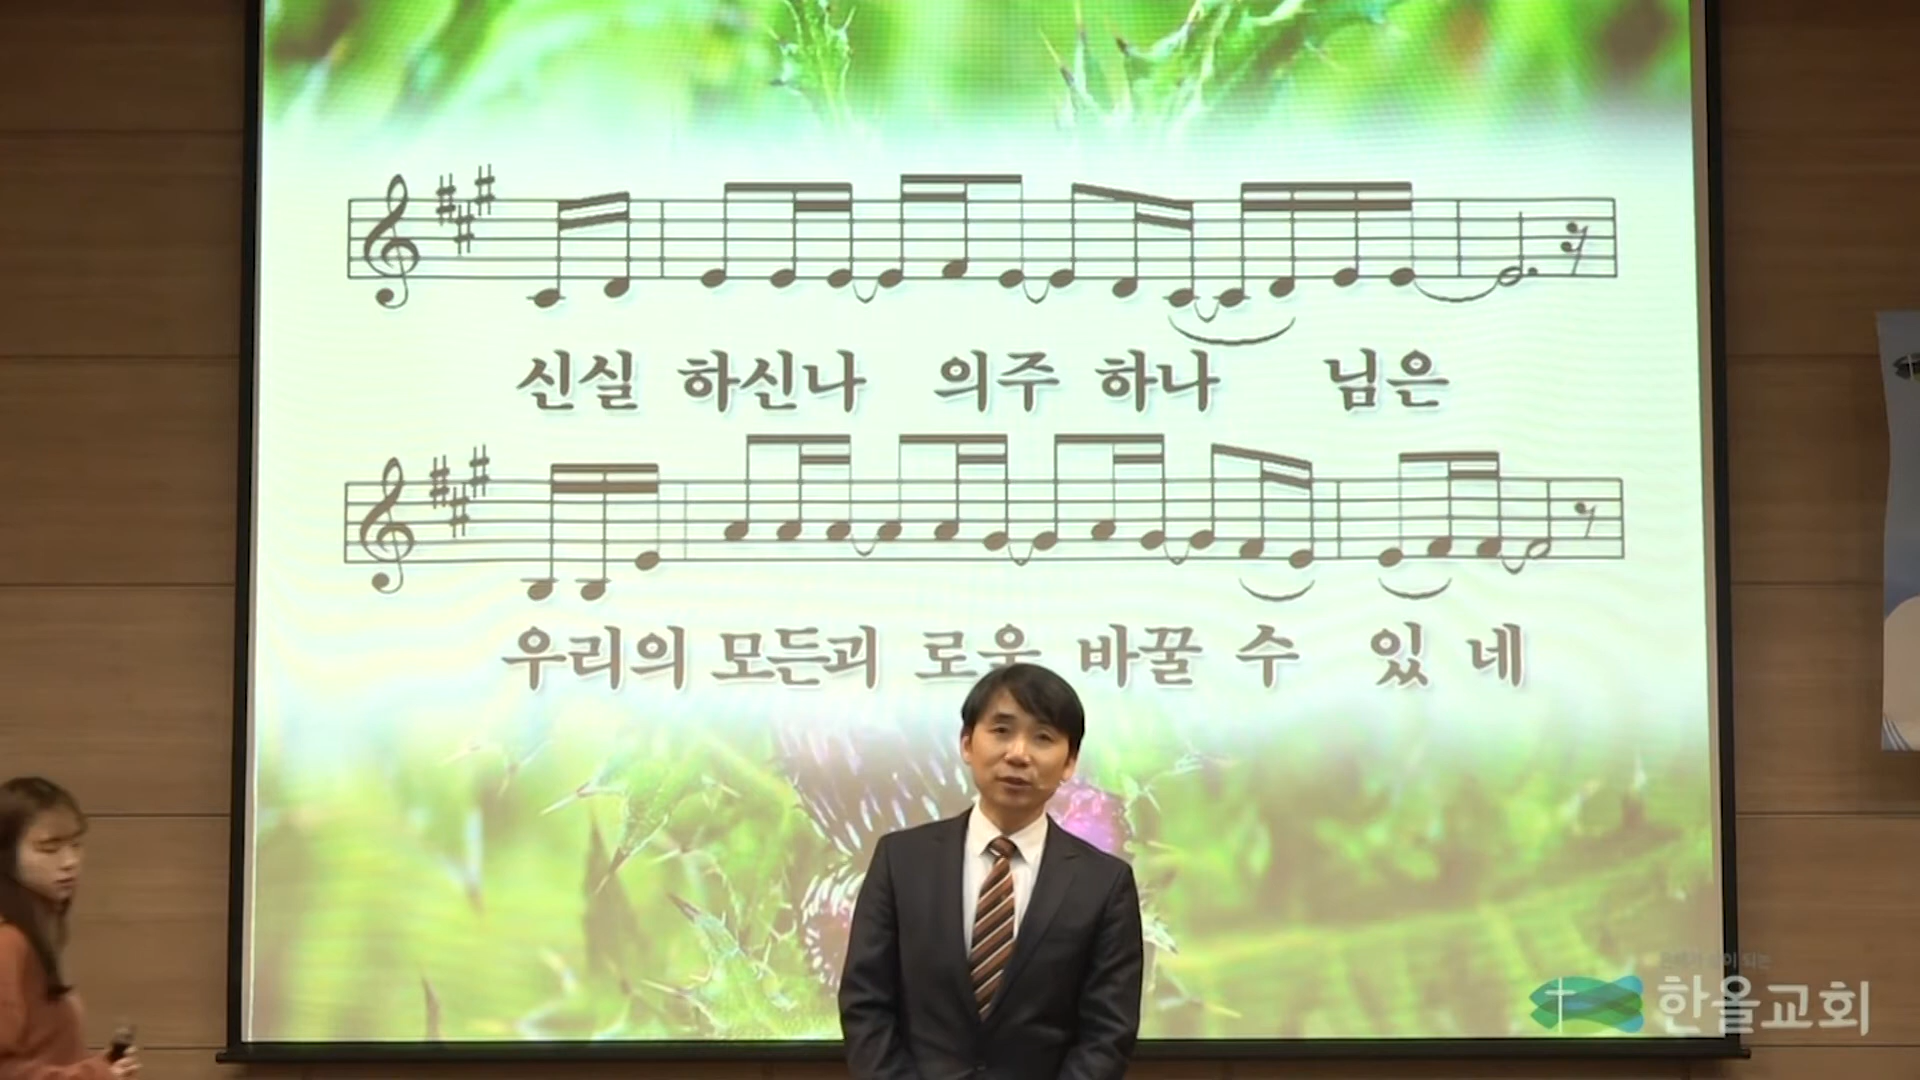 신실 하신나 의주 하나 님은
우리의 모든괴 로움 바꿀 수 있 네
한울교회